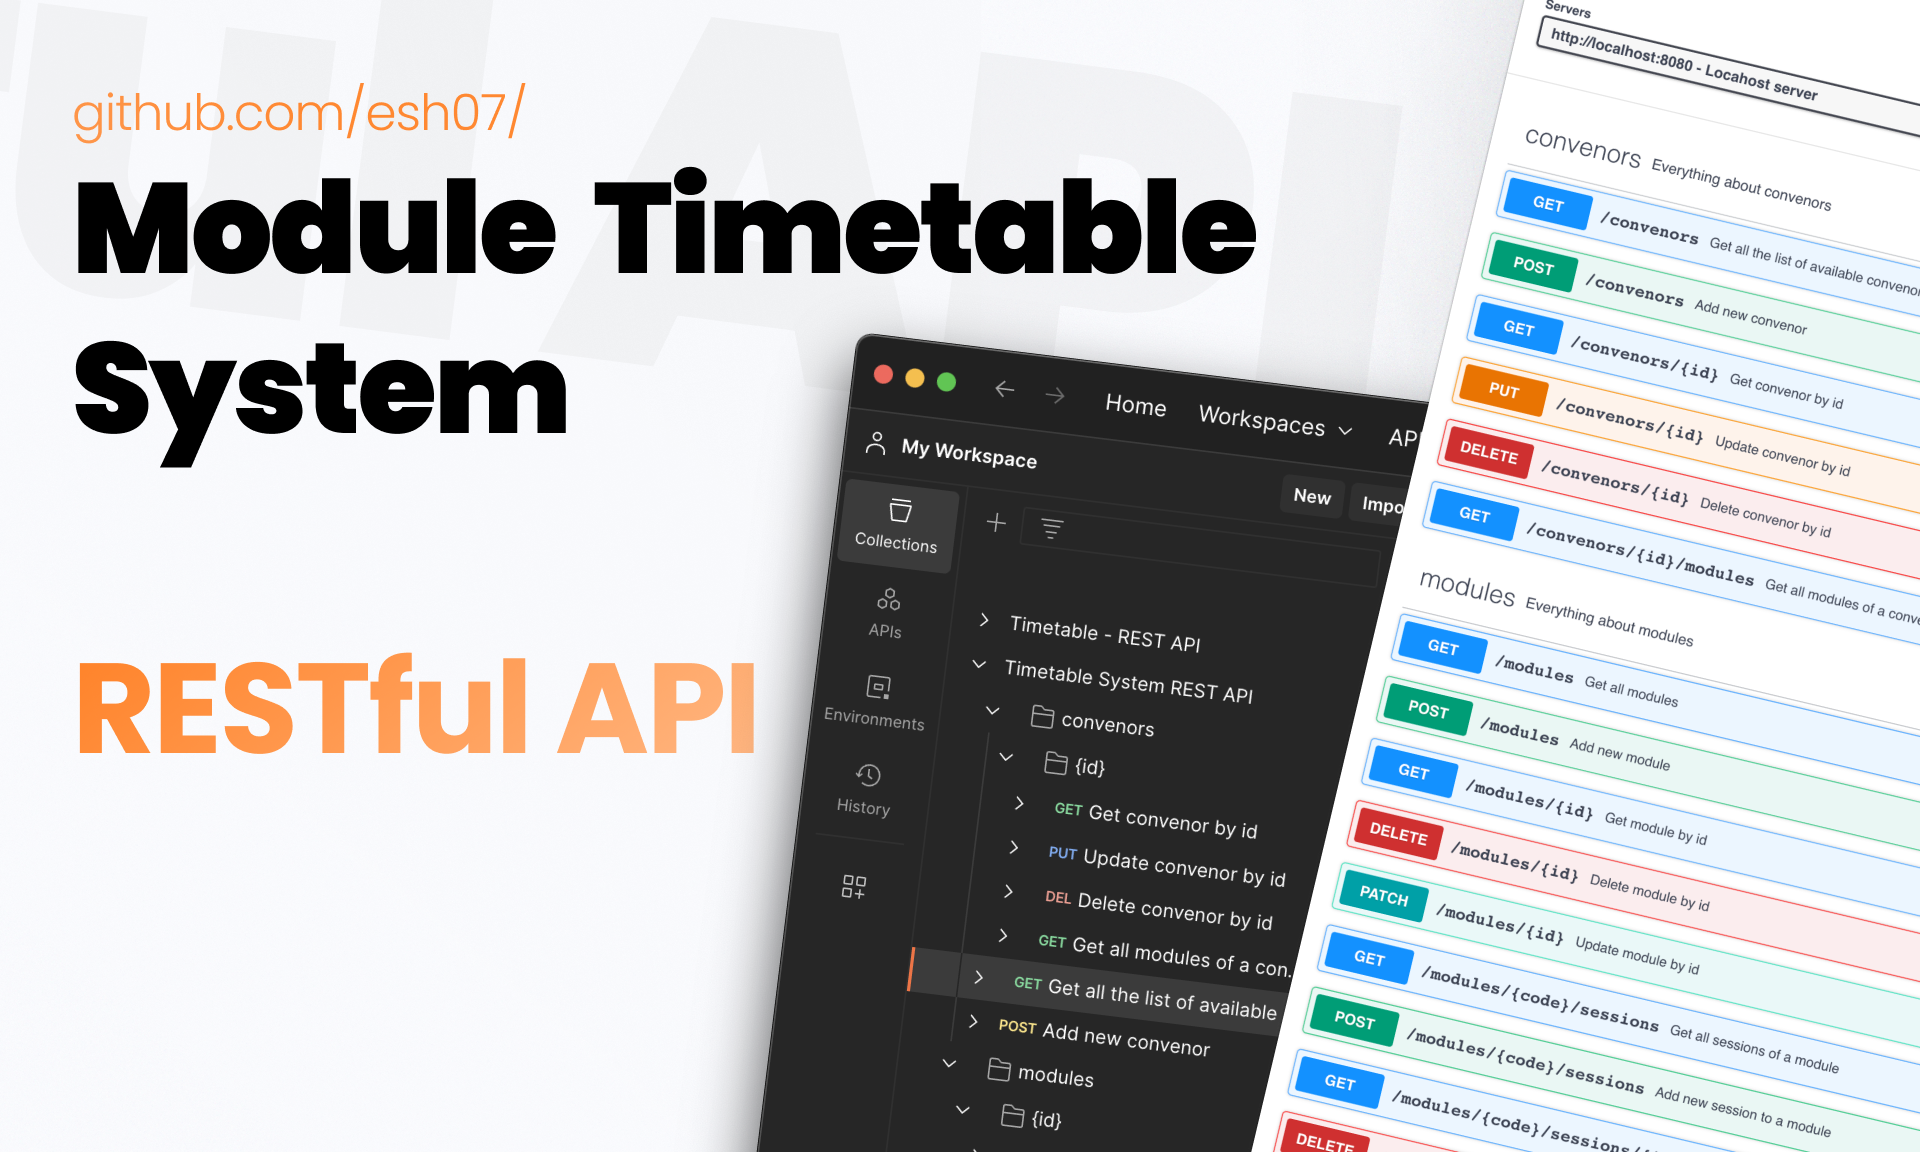 github.com/esh07/
Module Timetable
System
RESTful API
Home
Workspaces
My Workspace
New
Collections
APIs
Environments
History
Timetable - REST API
Timetable System REST API
convenors
{id}
GET Get convenor by id
PUT Update convenor by id
DEL Delete convenor by id
GET Get all modules of a con...
GET Get all the list of available
POST Add new convenor
modules
{id}
Servers
http://localhost:8080 - Locahost server
convenors Everything about convenors
GET /convenors Get all the list of available
POST /convenors Add new convenor
GET /convenors/{id} Get convenor by id
PUT /convenors/{id} Update convenor by id
DELETE /convenors/{id} Delete convenor by id
GET /convenors/{id}/modules Get all modules of a
modules Everything about modules
GET /modules Get all modules
POST /modules Add new module
GET /modules/{id} Get module by id
DELETE /modules/{id} Delete module by id
PATCH /modules/{id} Update module by id
GET /modules/{code}/sessions Get all sessions of a module
POST /modules/{code}/sessions Add new session to a module
GET /modules/{code}/sessions/
DELETE